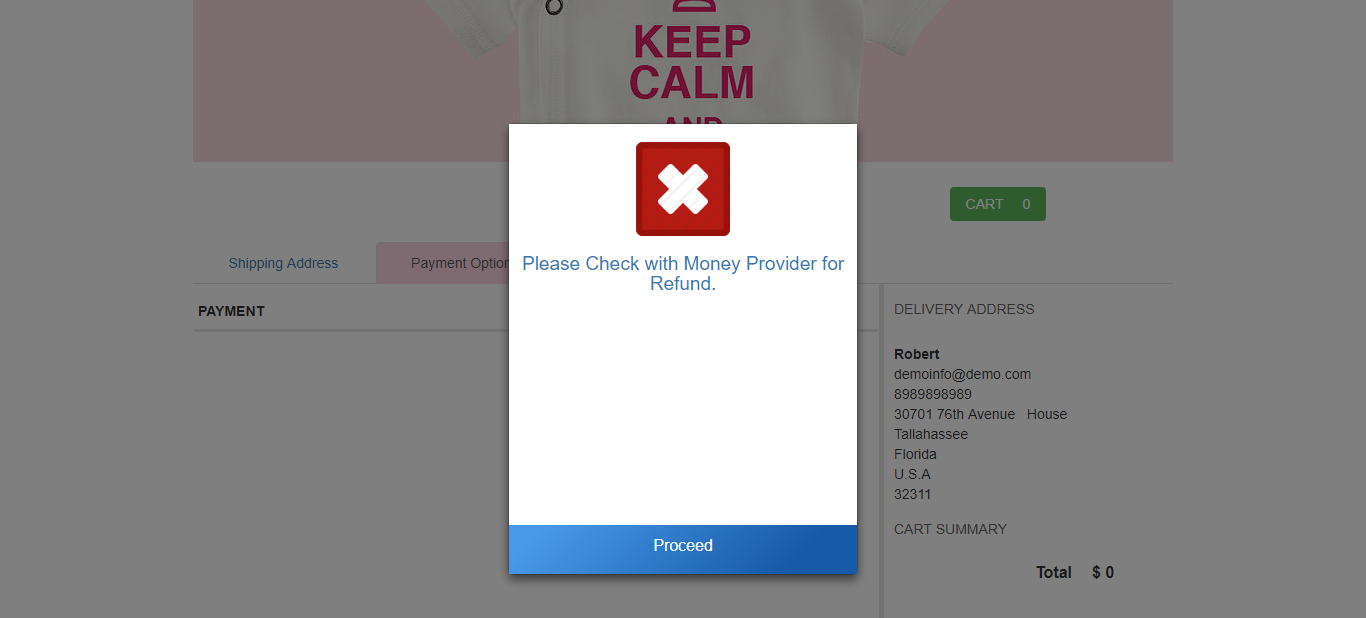 KEEP
CALM
AND
CART 0
Shipping Address
Payment Option
Please Check with Money Provider for
Refund.
PAYMENT
DELIVERY ADDRESS
Robert
demoinfo@demo.com
8989898989
30701 76th Avenue House
Tallahassee
Florida
U.S.A
32311
CART SUMMARY
Total $ 0
Proceed